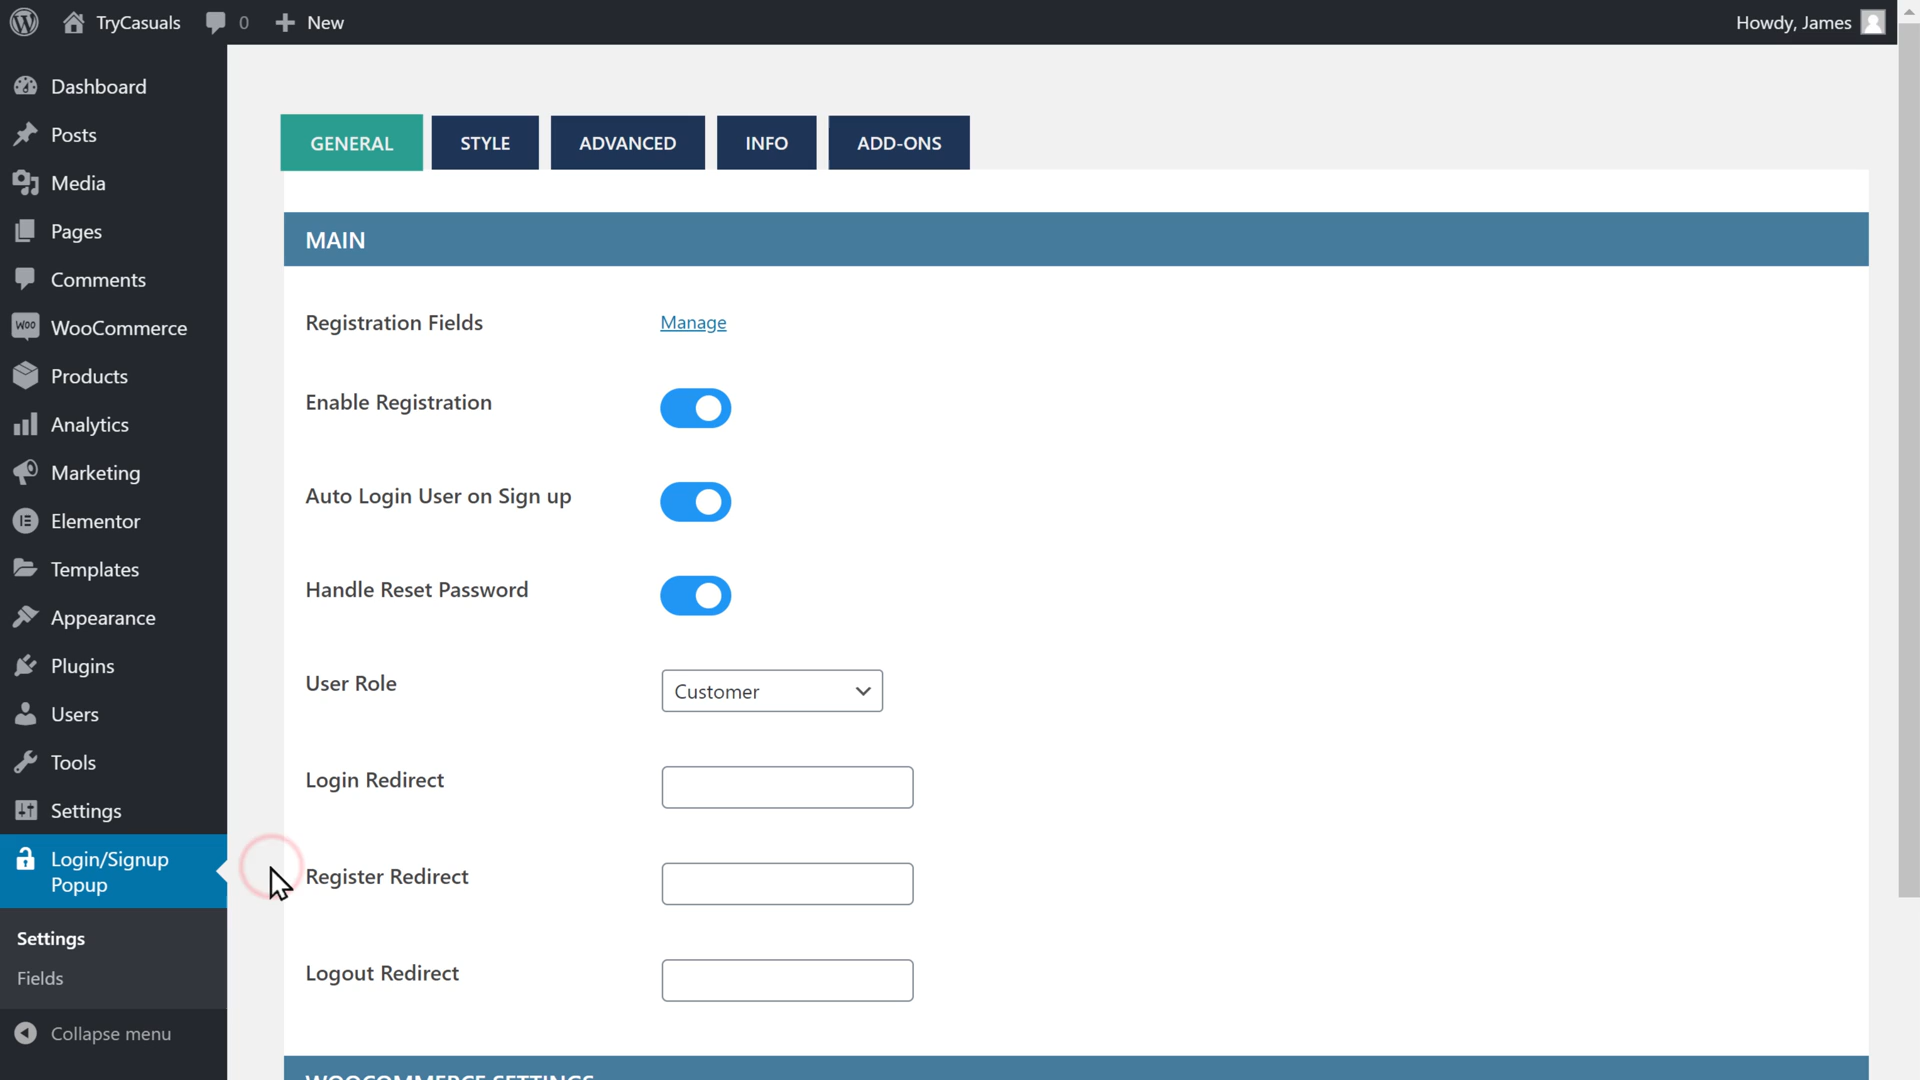 TryCasuals
0
New
Howdy, James
Dashboard
Posts
Media
Pages
Comments
WooCommerce
Products
Analytics
Marketing
Elementor
Templates
Appearance
Plugins
Users
Tools
Settings
Login/Signup
Popup
Settings
Fields
Collapse menu
GENERAL
STYLE
ADVANCED
INFO
ADD-ONS
MAIN
Registration Fields
Manage
Enable Registration
Auto Login User on Sign up
Handle Reset Password
User Role
Customer
Login Redirect
Register Redirect
Logout Redirect
WOOCOMMERCE SETTINGS